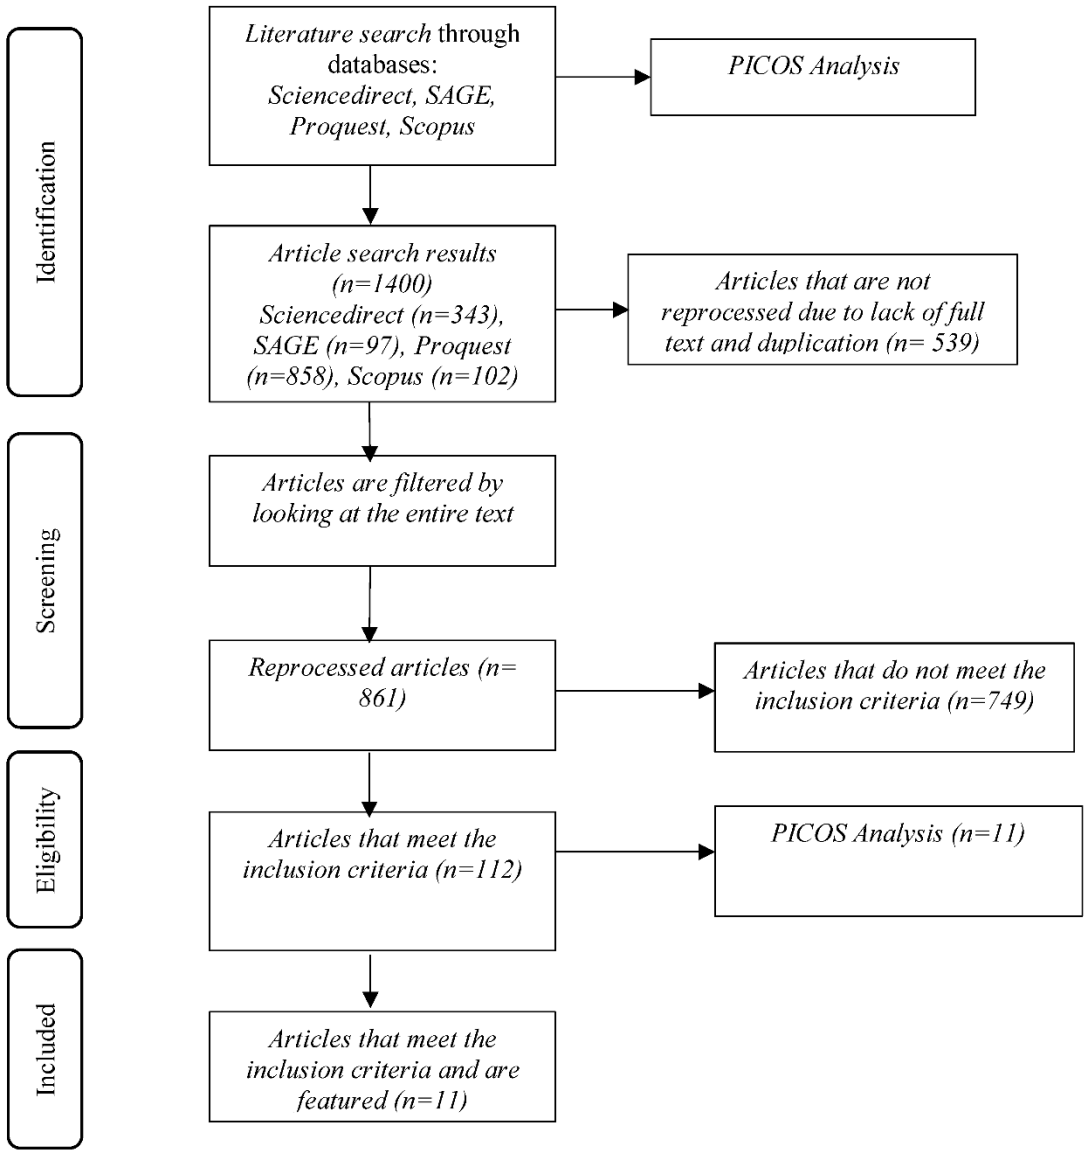 Identification
Literature search through
databases:
Sciencedirect, SAGE,
Proquest, Scopus
PICOS Analysis
Article search results
(n=1400)
Sciencedirect (n=343),
SAGE (n=97), Proquest
(n=858), Scopus (n=102)
Articles that are not
reprocessed due to lack of full
text and duplication (n= 539)
Screening
Articles are filtered by
looking at the entire text
Reprocessed articles (n=
861)
Articles that do not meet the
inclusion criteria (n=749)
Eligibility
Articles that meet the
inclusion criteria (n=112)
PICOS Analysis (n=11)
Included
Articles that meet the
inclusion criteria and are
featured (n=11)